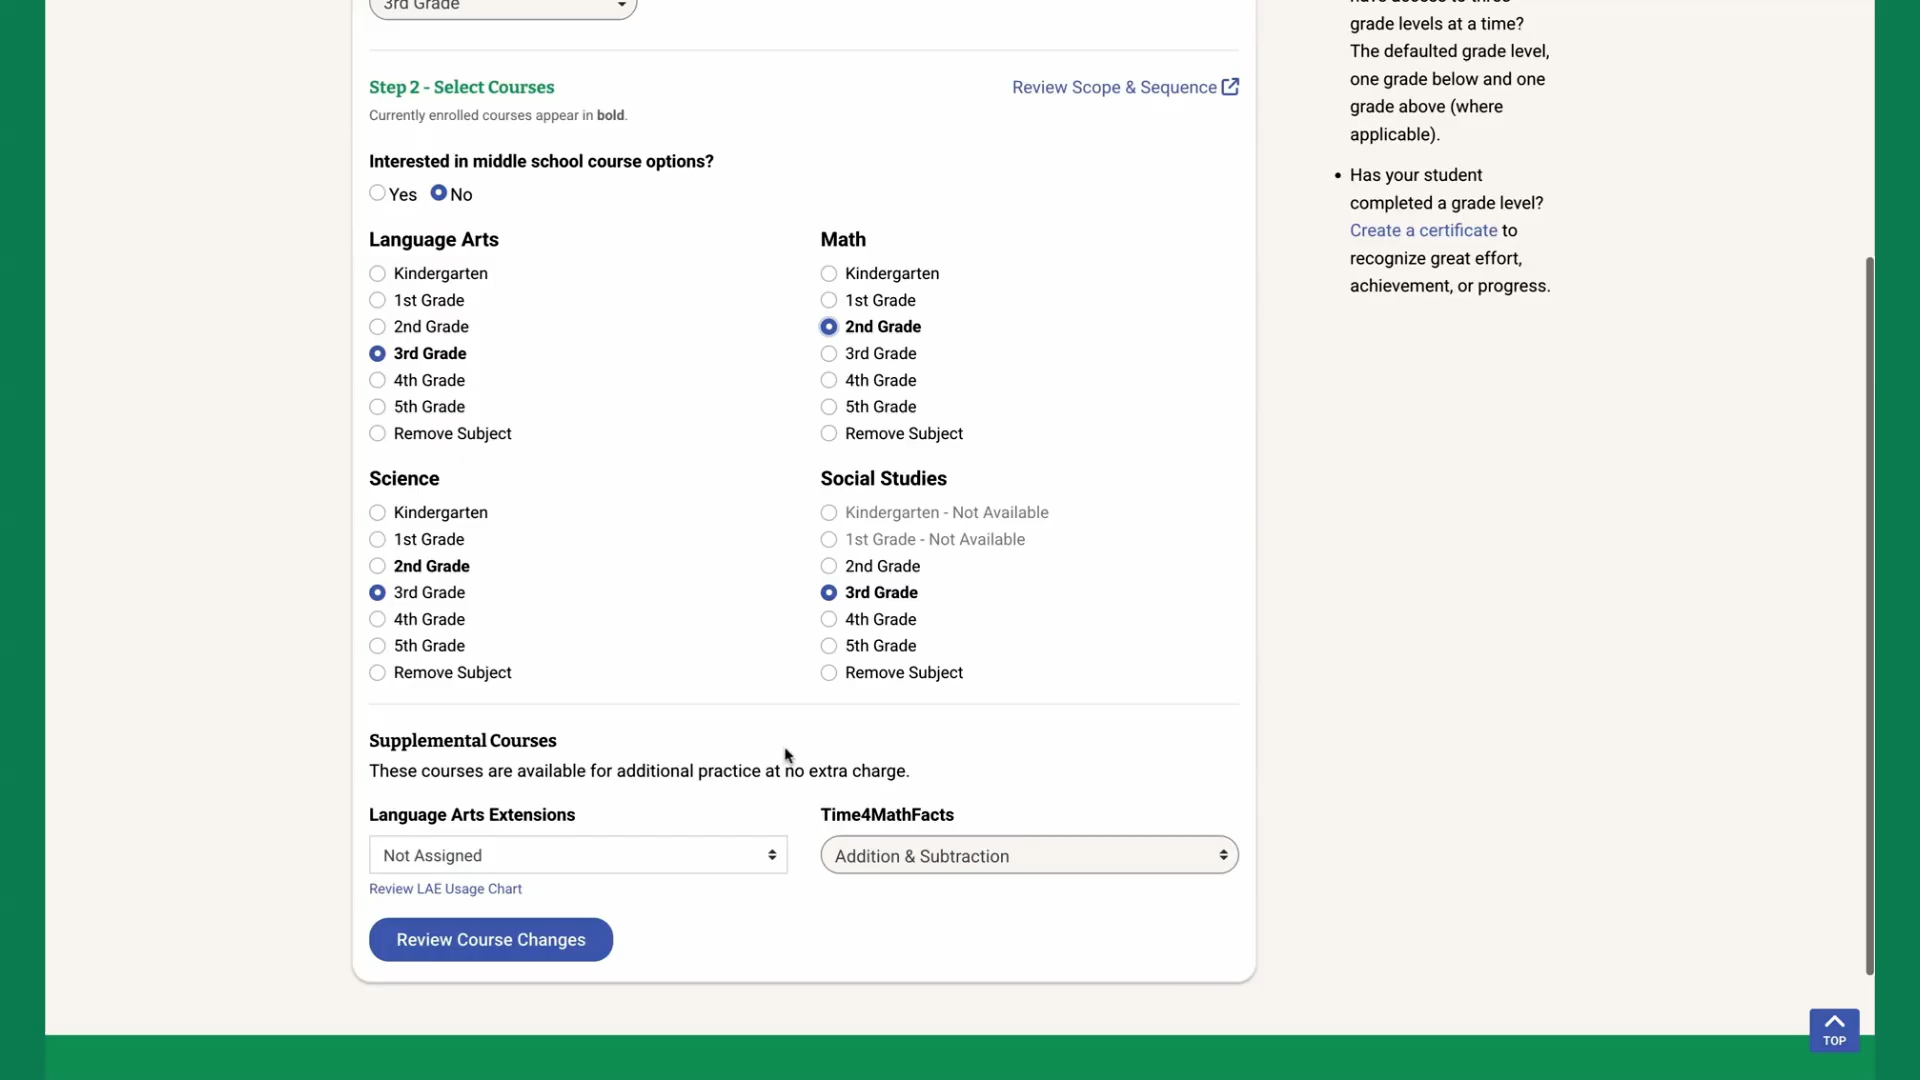 3rd Grade
Step 2 - Select Courses
Review Scope & Sequence
Currently enrolled courses appear in bold.
Interested in middle school course options?
Yes No
Language Arts
Kindergarten
1st Grade
2nd Grade
3rd Grade
4th Grade
5th Grade
Remove Subject
Math
Kindergarten
1st Grade
2nd Grade
3rd Grade
4th Grade
5th Grade
Remove Subject
Science
Kindergarten
1st Grade
2nd Grade
3rd Grade
4th Grade
5th Grade
Remove Subject
Social Studies
Kindergarten - Not Available
1st Grade - Not Available
2nd Grade
3rd Grade
4th Grade
5th Grade
Remove Subject
Supplemental Courses
These courses are available for additional practice at no extra charge.
Language Arts Extensions
Not Assigned
Review LAE Usage Chart
Time4MathFacts
Addition & Subtraction
Review Course Changes
have access to three
grade levels at a time?
The defaulted grade level,
one grade below and one
grade above (where
applicable).
• Has your student
completed a grade level?
Create a certificate to
recognize great effort,
achievement, or progress.
TOP